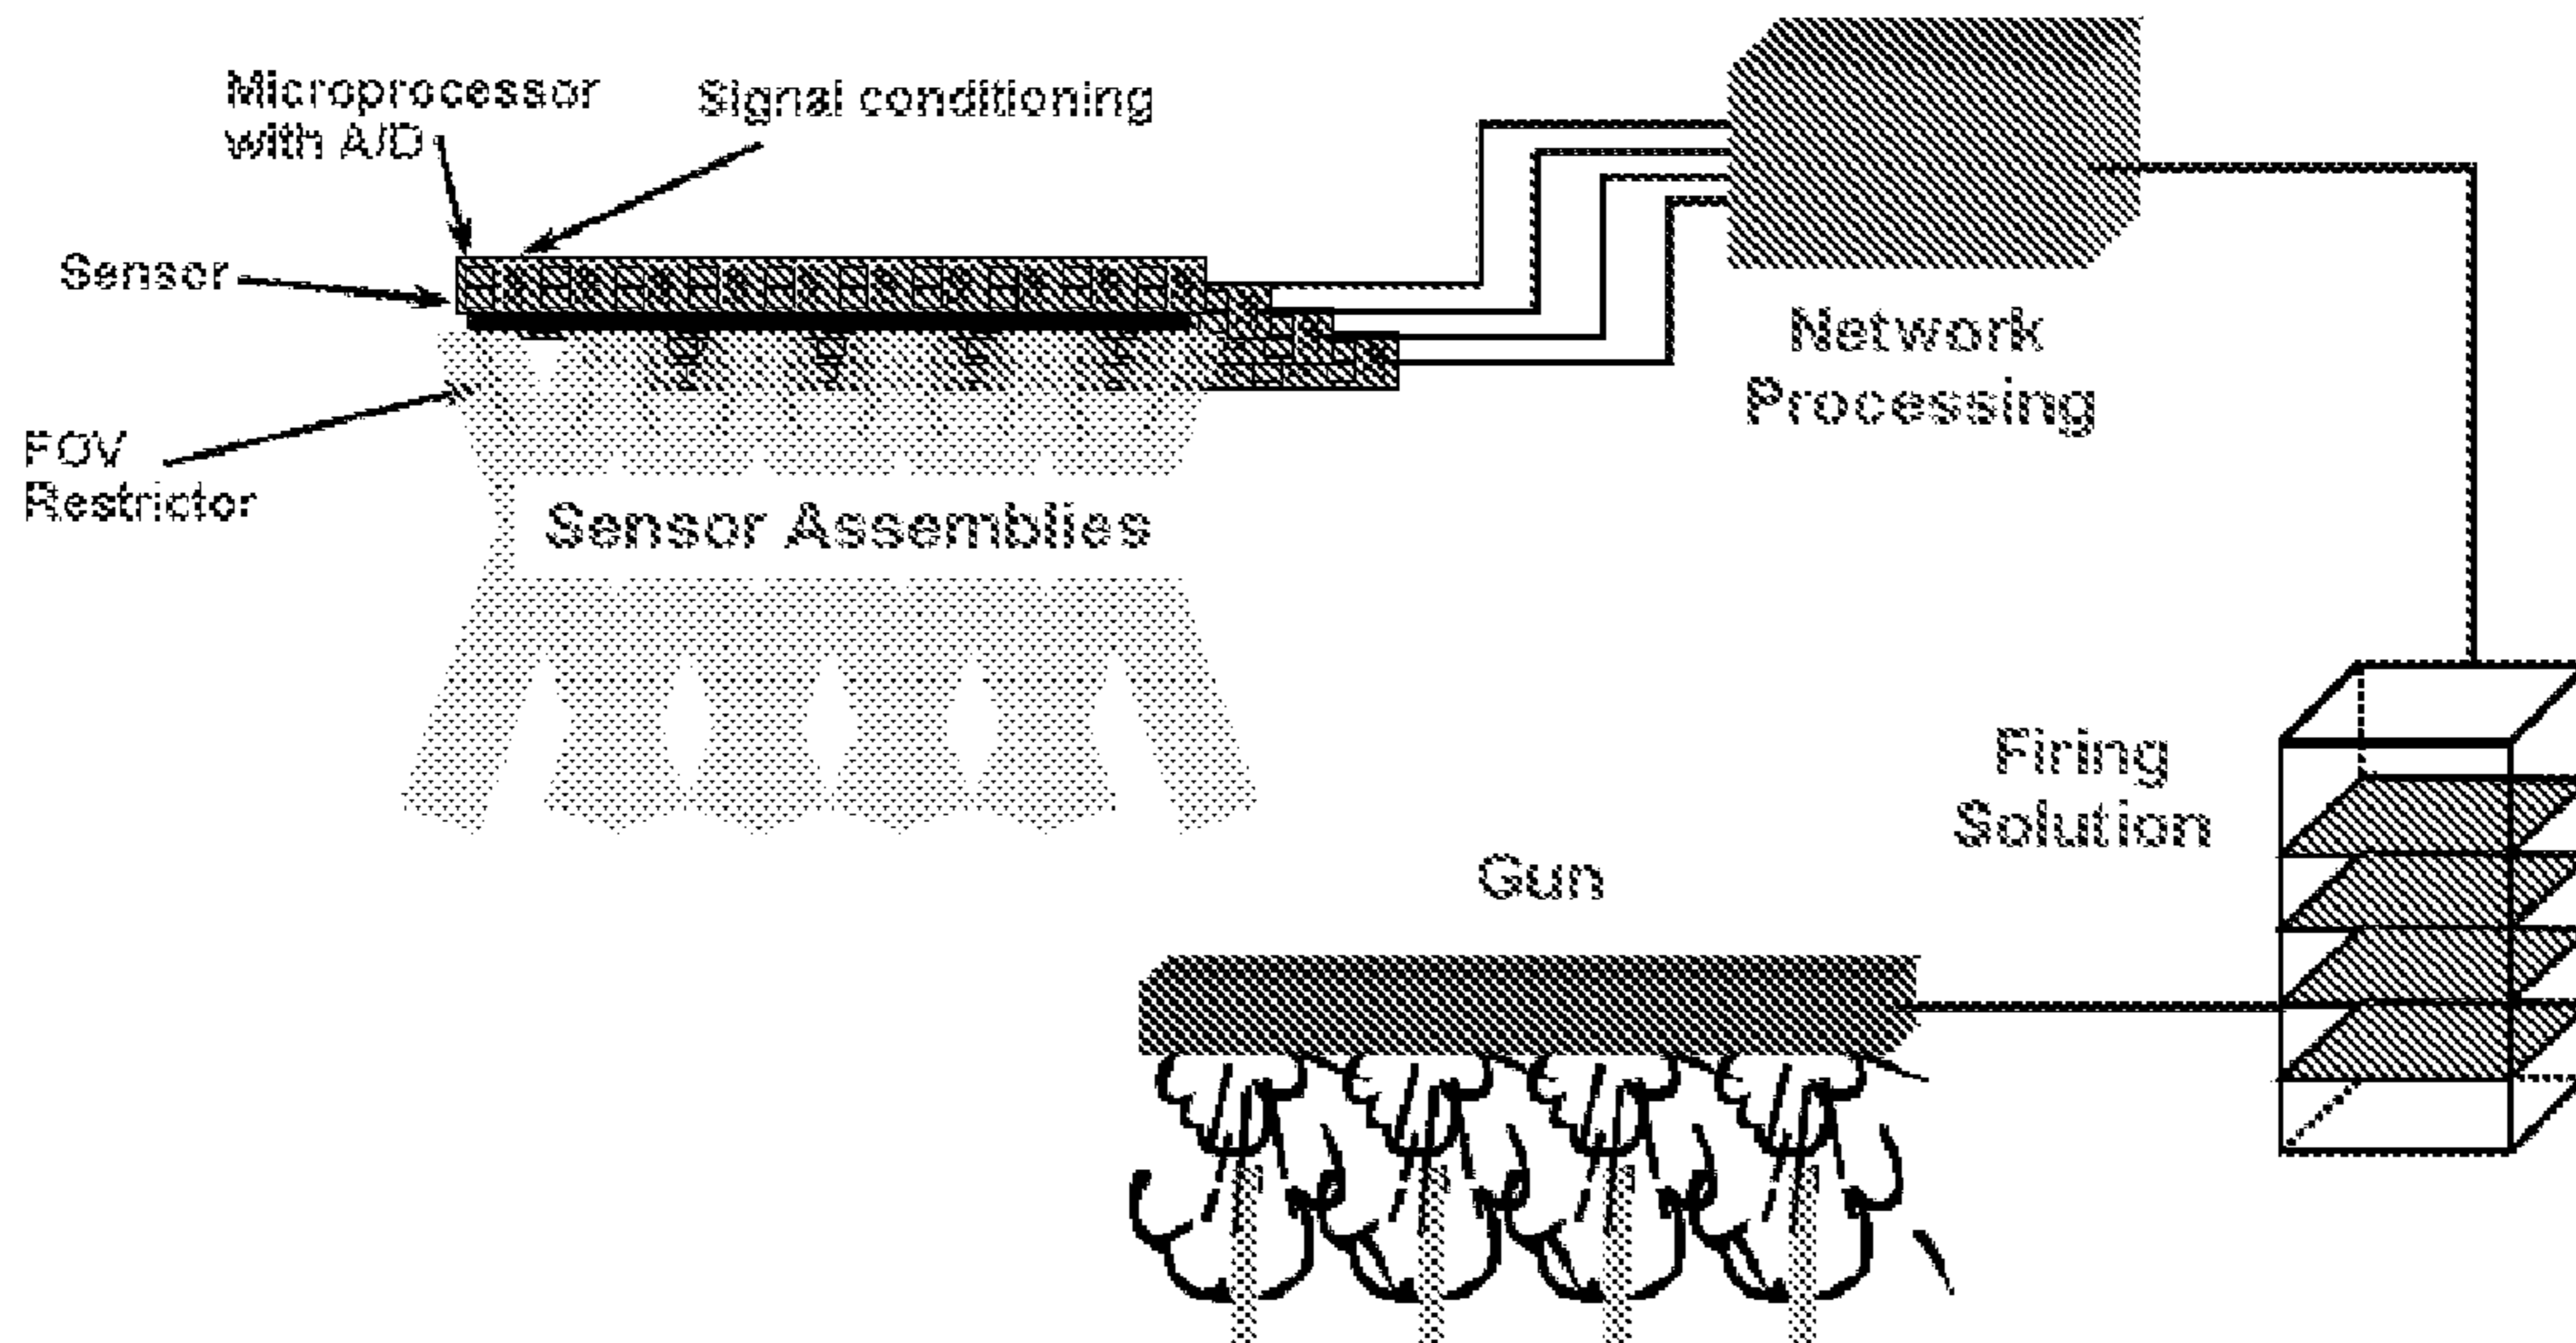 Microprocessor
with A/D
Signal conditioning
Sensor
FOV
Restrictor
Sensor Assemblies
Network
Processing
Firing
Solution
Gun